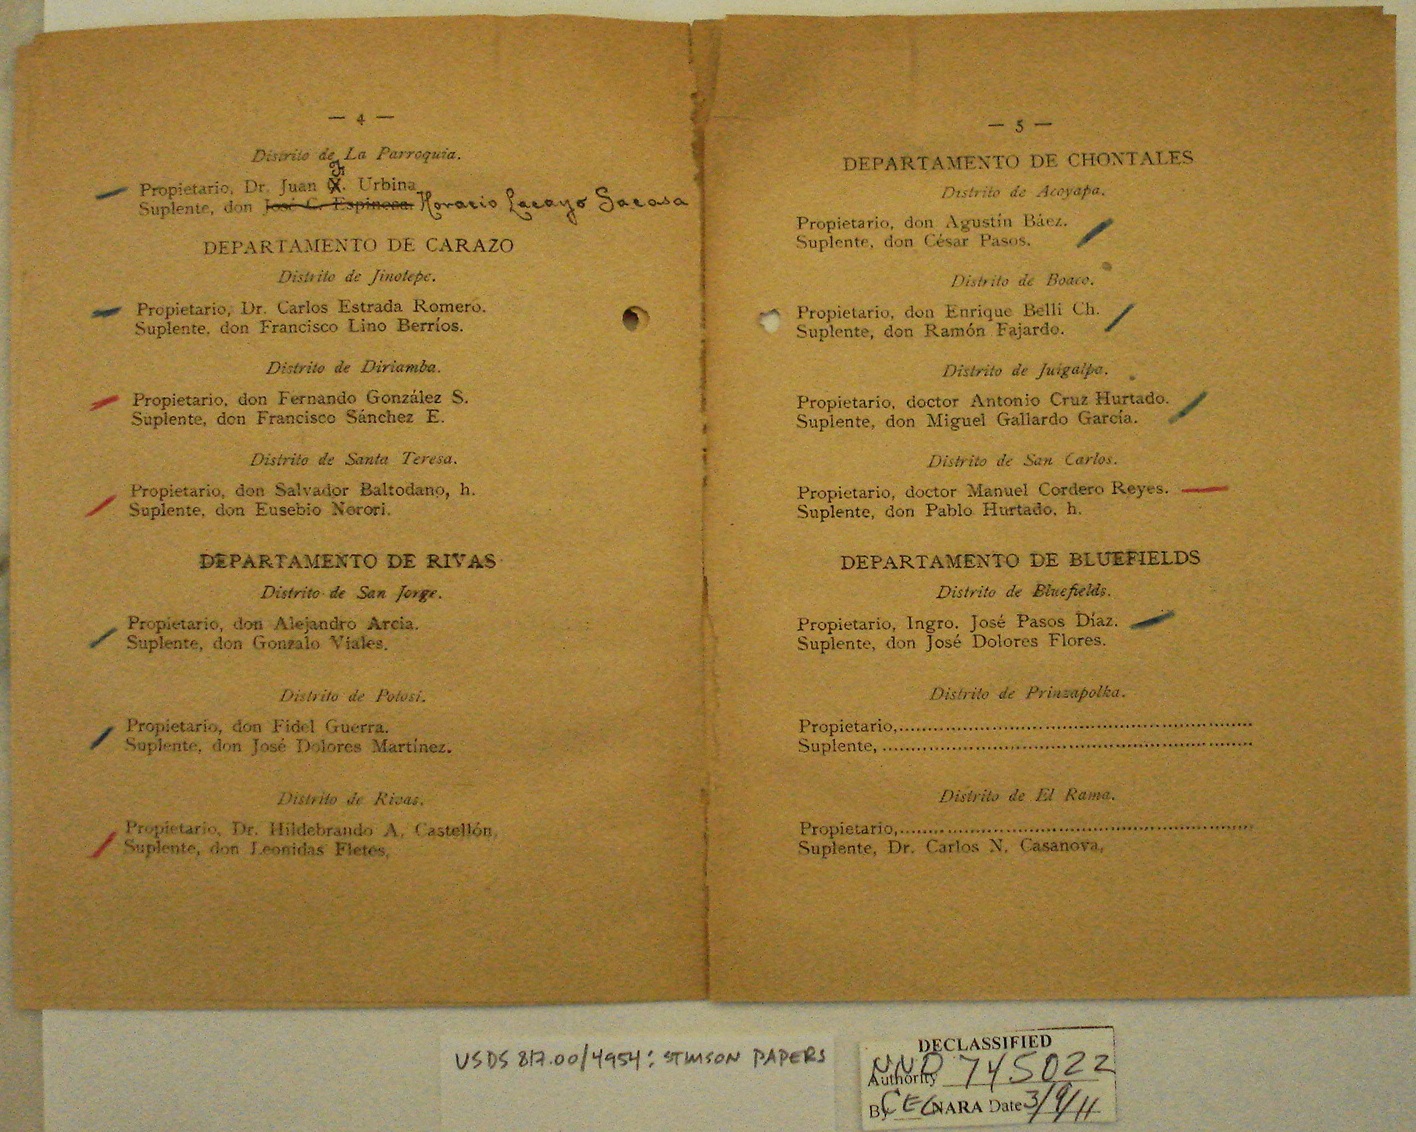 — 4 —
Distrito de La Parroquia.
Propietario, Dr. Juan J. Urbina
Suplente, don José C. Espinosa. Horacio Lacayo Sacasa
DEPARTAMENTO DE CARAZO
Distrito de Jinotepe.
Propietario, Dr. Carlos Estrada Romero.
Suplente. don Francisco Lino Berríos.
Distrito de Diriamba.
Propietario. don Fernando González S.
Suplente, don Francisco Sánchez E.
Distrito de Santa Teresa.
Propietario, don Salvador Baltodano, h.
Suplente, don Eusebio Norori.
DEPARTAMENTO DE RIVAS
Distrito de San Jorge.
Propietario, don Alejandro Arcia.
Suplente, don Gonzalo Viales.
Distrito de Potosi.
Propietario, don Fidel Guerra.
Suplente, don José Dolores Martínez.
Distrito de Rivas.
Propietario, Dr. Hildebrando A. Castellón,
Suplente, don Leonidas Fletes,
— 5 —
DEPARTAMENTO DE CHONTALES
Distrito de Acoyapa.
Propietario, don Agustín Báez.
Suplente, don César Pasos.
Distrito de Boaco.
Propietario, don Enrique Belli Ch.
Suplente, don Ramón Fajardo.
Distrito de Juigalpa.
Propietario, doctor Antonio Cruz Hurtado.
Suplente, don Miguel Gallardo García.
Distrito de San Carlos.
Propietario, doctor Manuel Cordero Reyes.
Suplente, don Pablo Hurtado. h.
DEPARTAMENTO DE BLUEFIELDS
Distrito de Bluefields.
Propietario, Ingro. José Pasos Díaz.
Suplente, don José Dolores Flores.
Distrito de Prinzapolka.
Propietario,..........
Suplente, ..........
Distrito de El Rama.
Propietario,..........
Suplente, Dr. Carlos N. Casanova,
USDS 817.00/4954: STIMSON PAPERS
DECLASSIFIED
Authority NND 745022
By CEG NARA Date 3/9/11